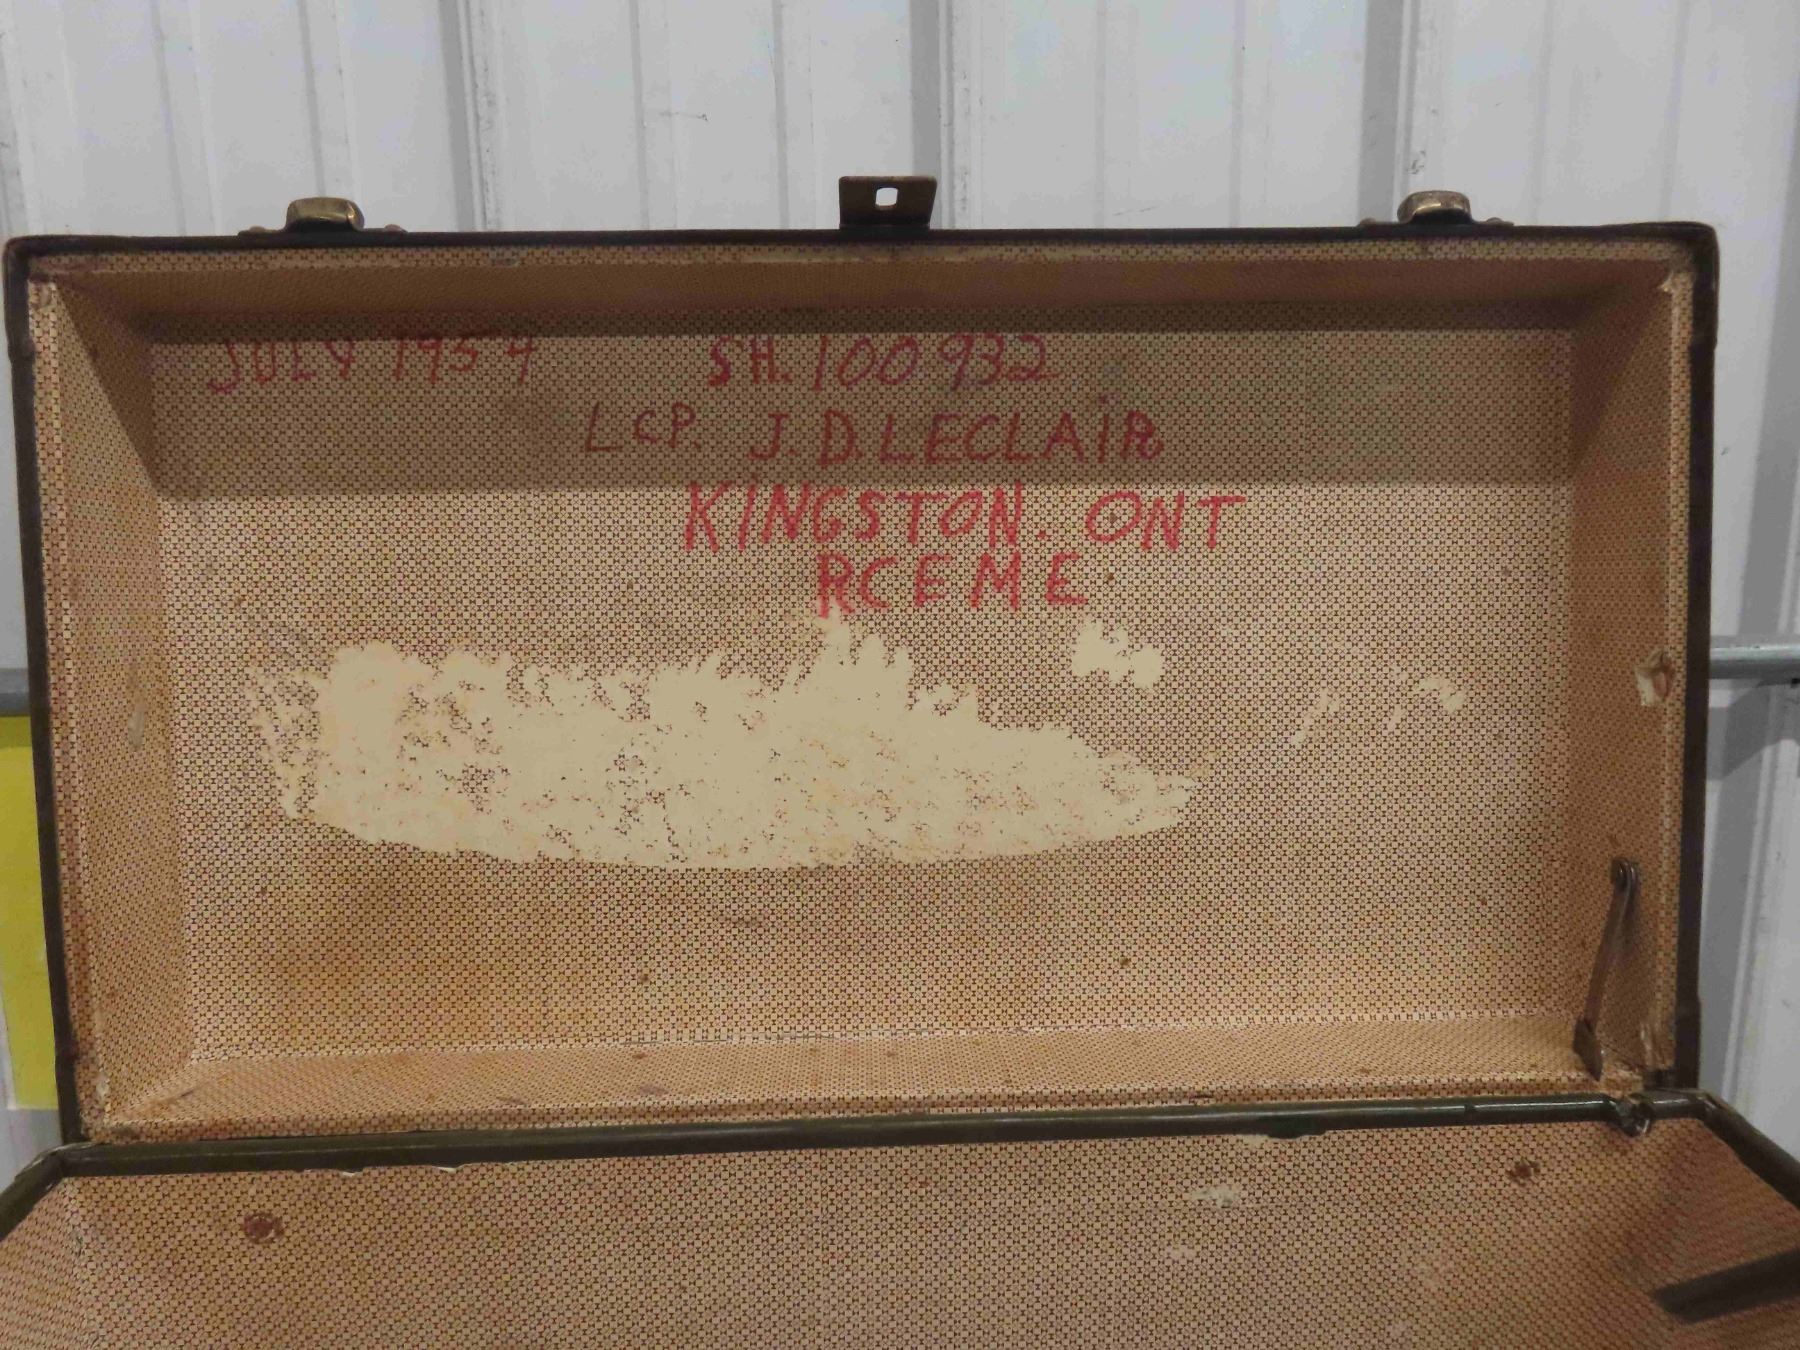 JULY 1954 SH. 100932
LCP. J. D. LECLAIR
KINGSTON. ONT
RCEME